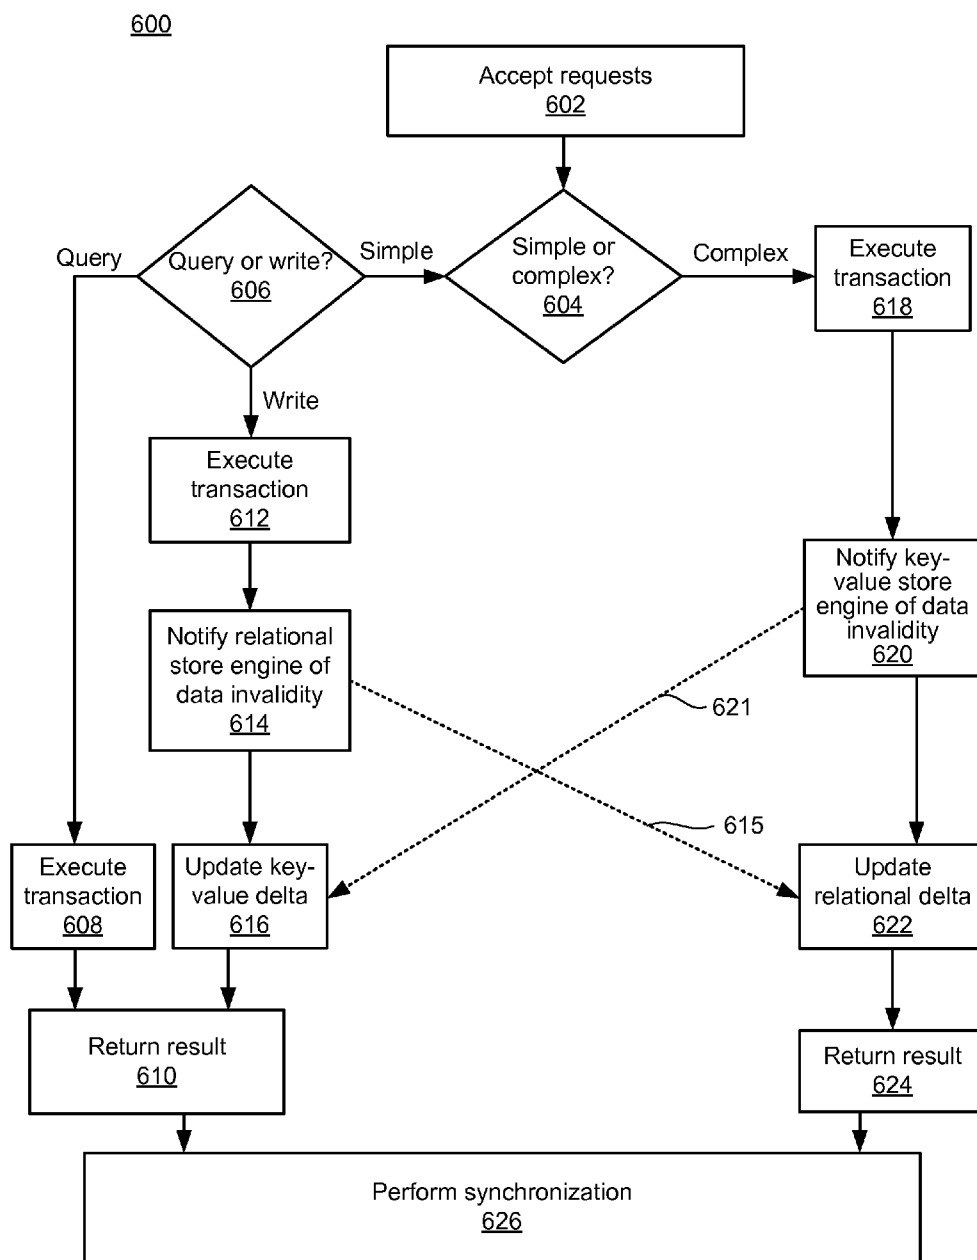 600
Accept requests
602
Query
Query or write?
606
Simple
Simple or
complex?
604
Complex
Execute
transaction
618
Write
Execute
transaction
612
Notify relational
store engine of
data invalidity
614
Notify key-
value store
engine of data
invalidity
620
621
615
Execute
transaction
608
Update key-
value delta
616
Update
relational delta
622
Return result
610
Return result
624
Perform synchronization
626